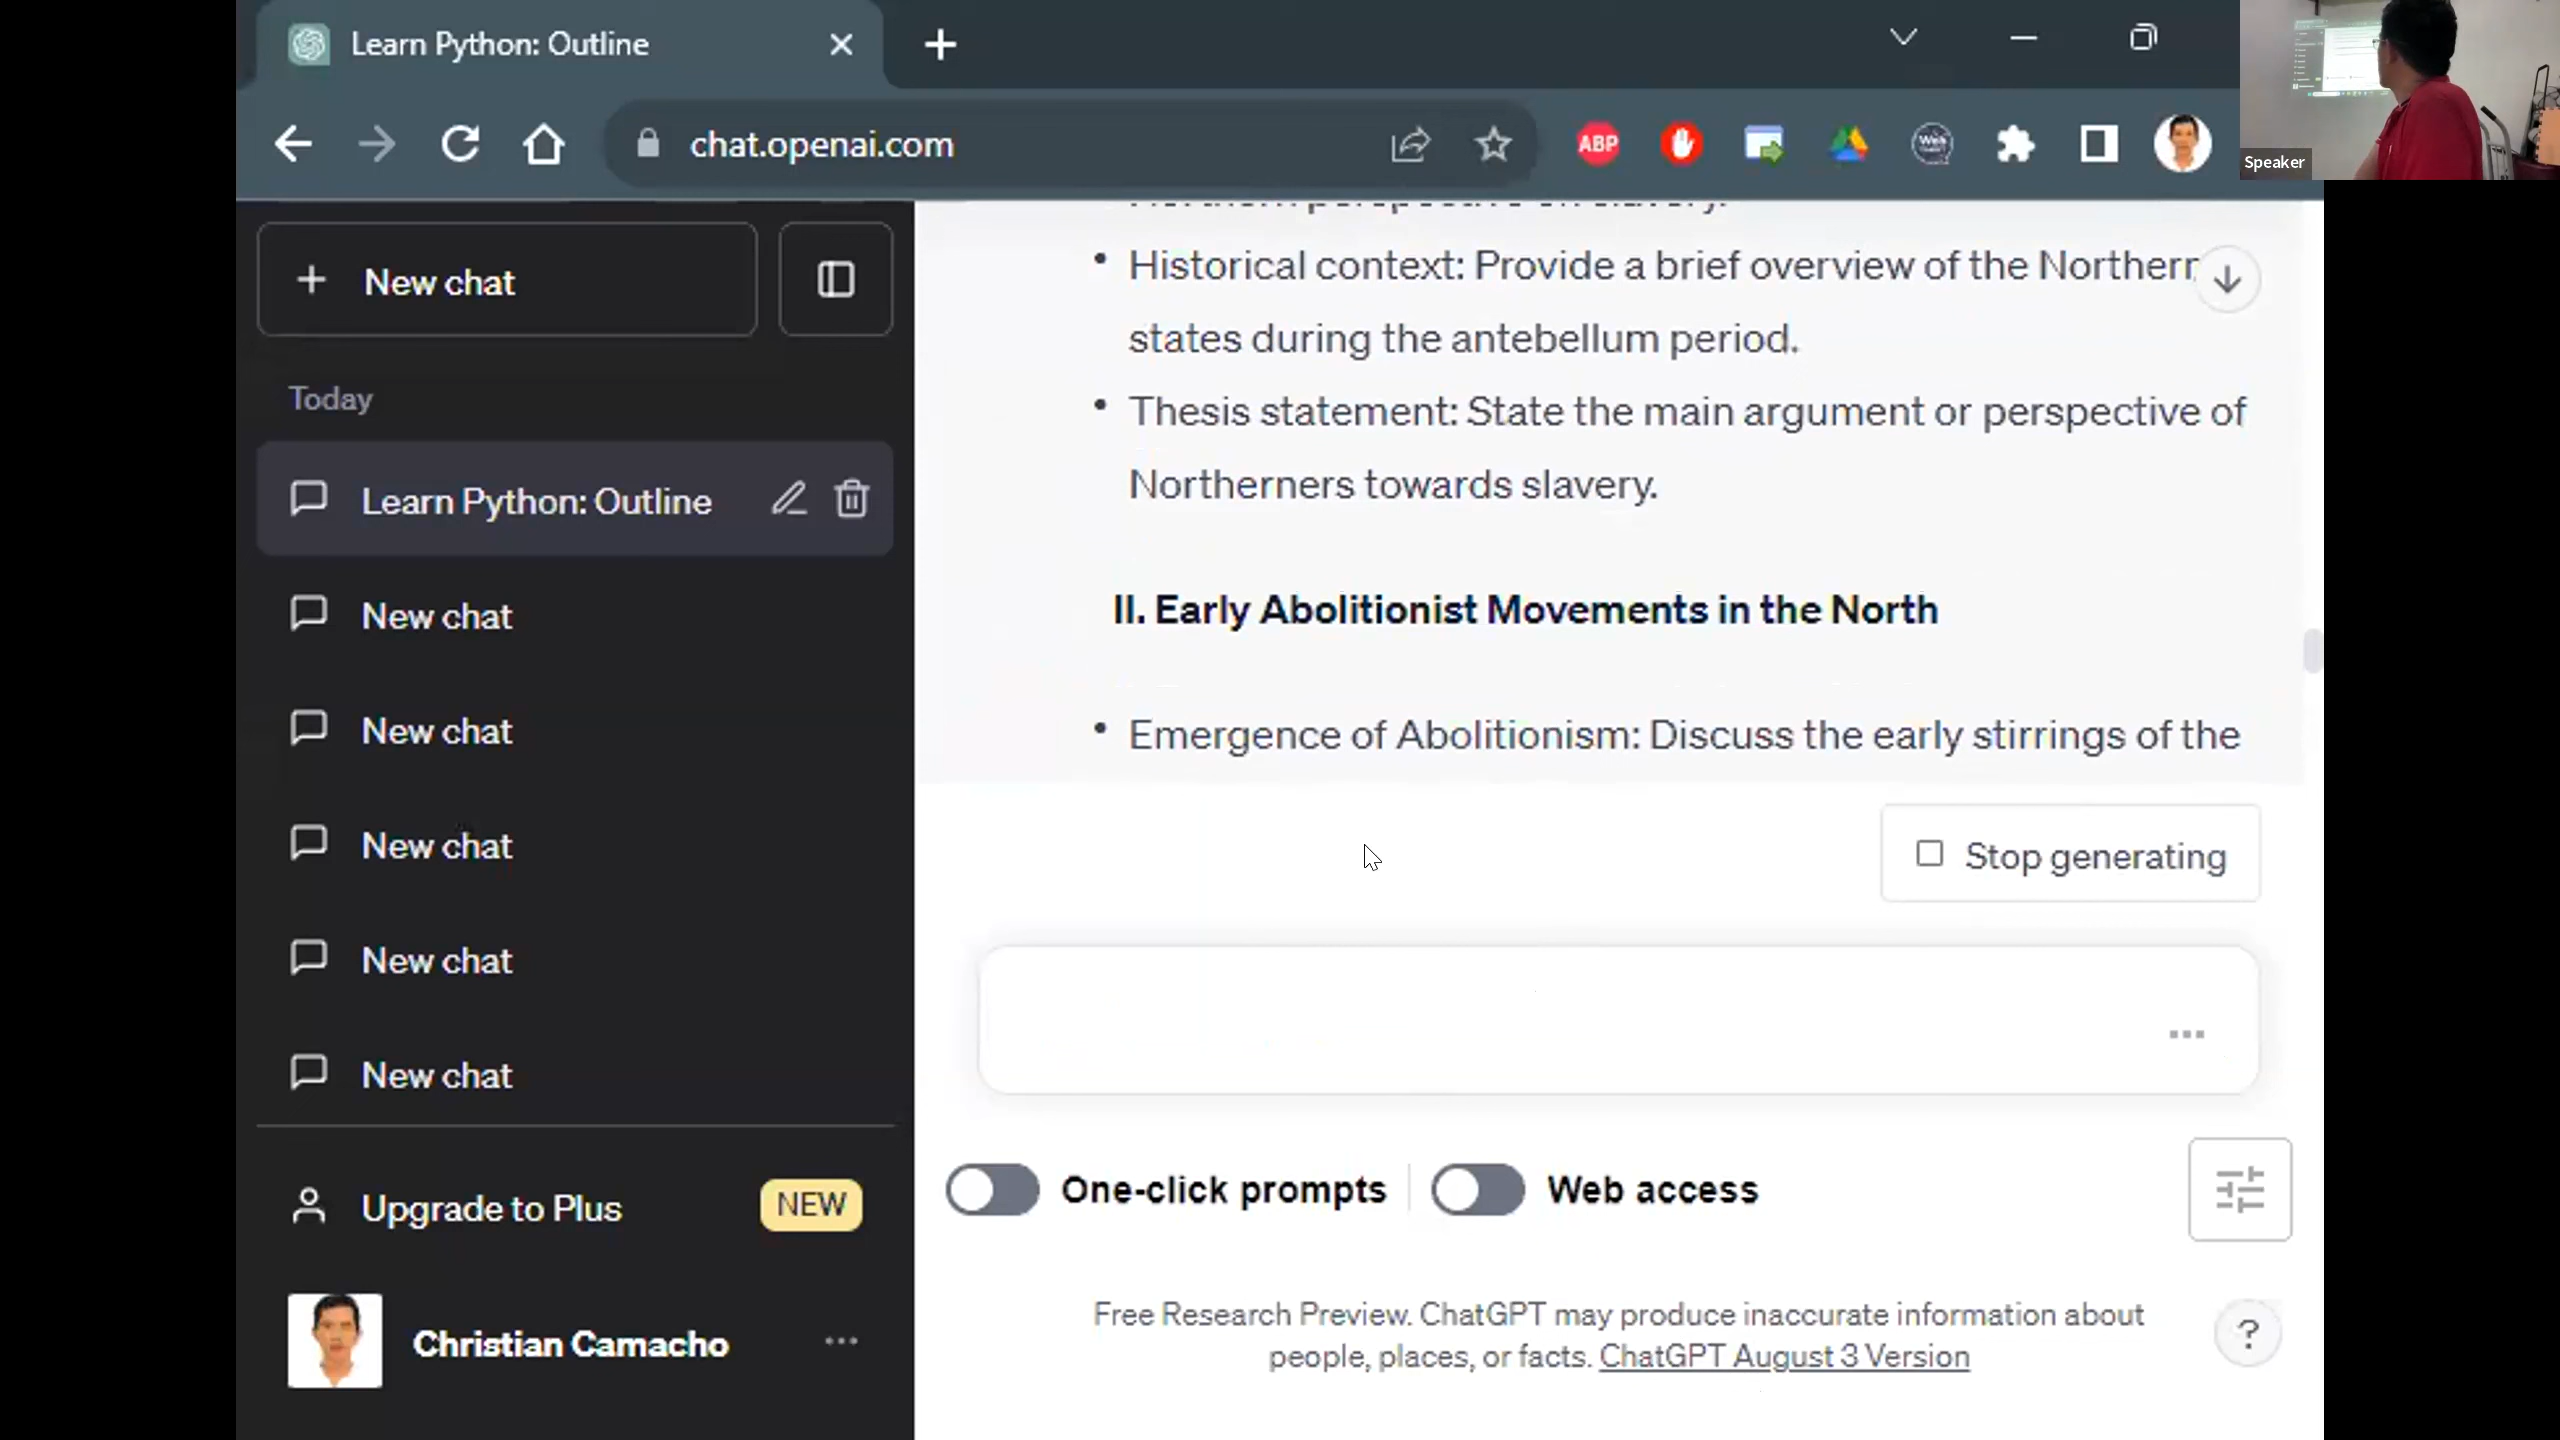 Learn Python: Outline
chat.openai.com
ABP
Web
Speaker
New chat
Today
Learn Python: Outline
New chat
New chat
New chat
New chat
New chat
Upgrade to Plus NEW
Christian Camacho
Northern perspective on slavery.
Historical context: Provide a brief overview of the Northern
states during the antebellum period.
Thesis statement: State the main argument or perspective of
Northerners towards slavery.
II. Early Abolitionist Movements in the North
Emergence of Abolitionism: Discuss the early stirrings of the
Stop generating
One-click prompts
Web access
Free Research Preview. ChatGPT may produce inaccurate information about
people, places, or facts. ChatGPT August 3 Version
?